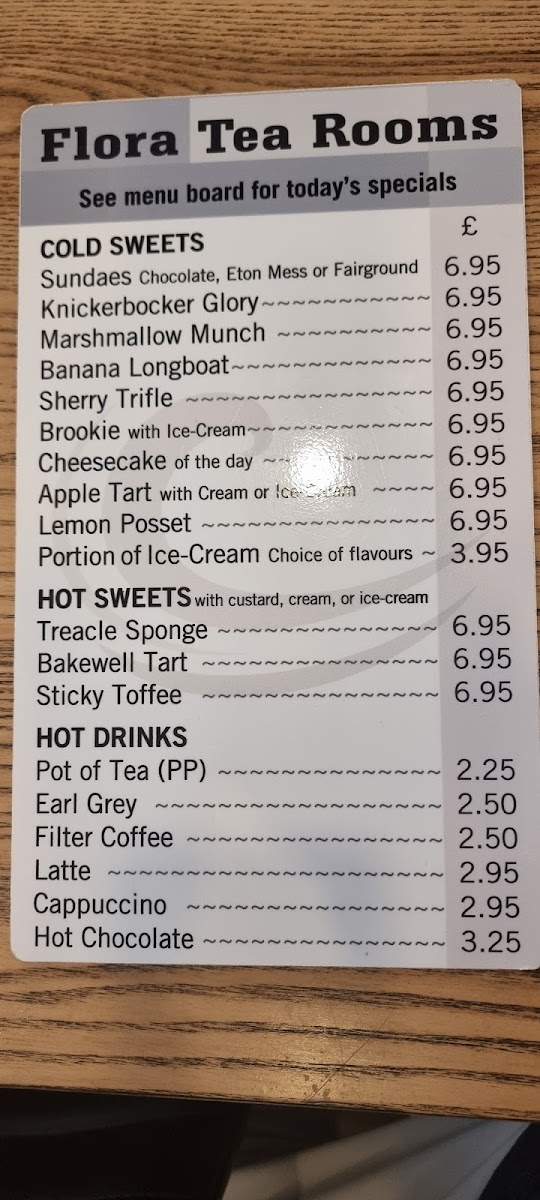 Flora Tea Rooms
See menu board for today's specials
£
COLD SWEETS
Sundaes Chocolate, Eton Mess or Fairground 6.95
Knickerbocker Glory~~~~~~~~~~~ 6.95
Marshmallow Munch ~~~~~~~~~~ 6.95
Banana Longboat~~~~~~~~~~~~~ 6.95
Sherry Trifle ~~~~~~~~~~~~~~~~ 6.95
Brookie with Ice-Cream~~~~~~~~~~~~ 6.95
Cheesecake of the day ~~~~~~~~~~~ 6.95
Apple Tart with Cream or Ice-Cream ~~~~ 6.95
Lemon Posset ~~~~~~~~~~~~~~~ 6.95
Portion of Ice-Cream Choice of flavours ~ 3.95
HOT SWEETS with custard, cream, or ice-cream
Treacle Sponge ~~~~~~~~~~~~~~ 6.95
Bakewell Tart ~~~~~~~~~~~~~~~ 6.95
Sticky Toffee ~~~~~~~~~~~~~~~~ 6.95
HOT DRINKS
Pot of Tea (PP) ~~~~~~~~~~~~~~ 2.25
Earl Grey ~~~~~~~~~~~~~~~~~~ 2.50
Filter Coffee ~~~~~~~~~~~~~~~~ 2.50
Latte ~~~~~~~~~~~~~~~~~~~~~ 2.95
Cappuccino ~~~~~~~~~~~~~~~~ 2.95
Hot Chocolate ~~~~~~~~~~~~~~~ 3.25